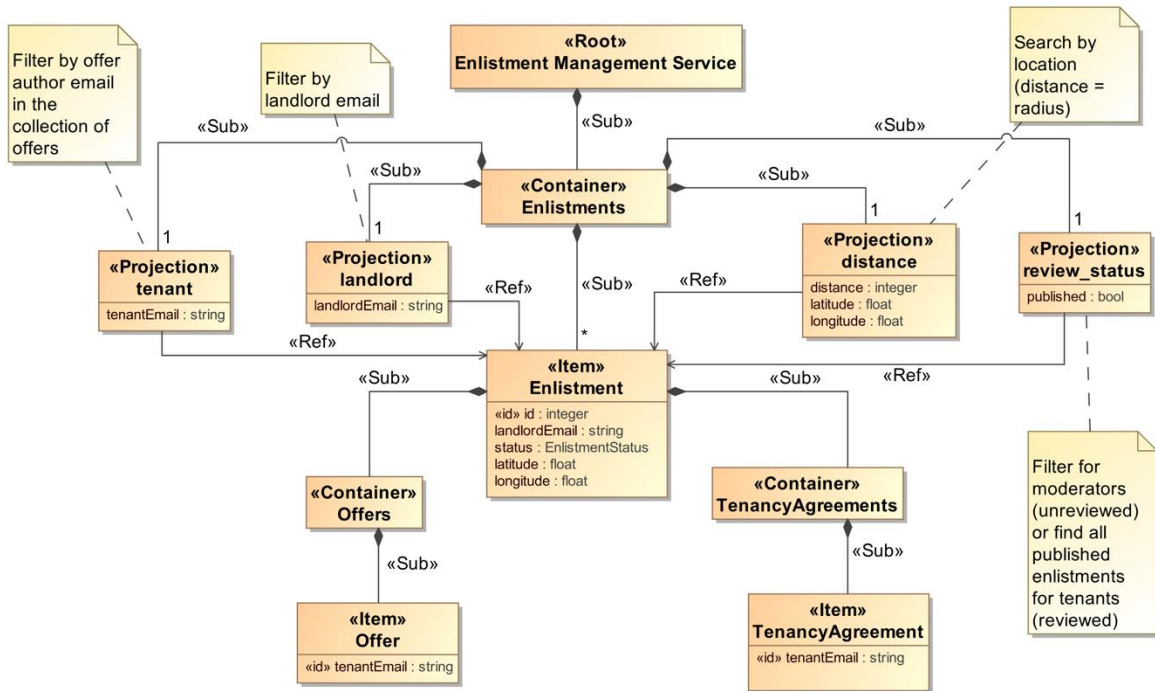 Filter by offer
author email
in the
collection of
offers
Filter by
landlord email
«Root»
Enlistment Management Service
Search by
location
(distance =
radius)
«Sub»
«Sub»
«Sub»
«Sub»
«Sub»
«Container»
Enlistments
1
1
1
1
«Projection»
tenant
tenantEmail : string
«Projection»
landlord
landlordEmail : string
«Projection»
distance
distance : integer
latitude : float
longitude : float
«Projection»
review_status
published : bool
«Ref»
«Sub»
«Ref»
«Ref»
«Ref»
*
«Item»
Enlistment
«id» id : integer
landlordEmail : string
status : EnlistmentStatus
latitude : float
longitude : float
«Sub»
«Sub»
«Container»
Offers
«Container»
TenancyAgreements
Filter for
moderators
(unreviewed)
or find all
published
enlistments
for tenants
(reviewed)
«Sub»
«Sub»
«Item»
Offer
«id» tenantEmail : string
«Item»
TenancyAgreement
«id» tenantEmail : string